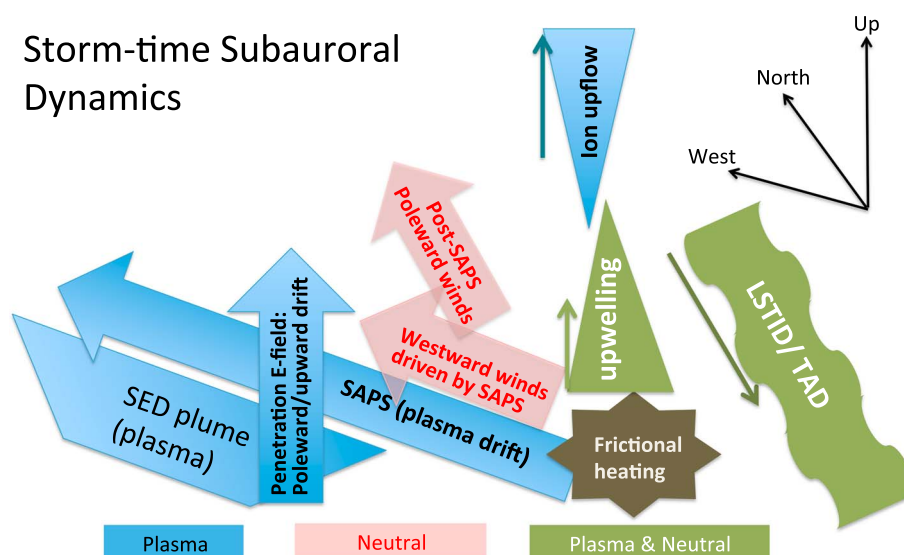 Storm-time Subauroral
Dynamics
Up
North
West
Ion upflow
Post-SAPS
Poleward winds
Penetration E-field:
Poleward/upward drift
Westward winds
driven by SAPS
upwelling
LSTID/ TAD
SED plume
(plasma)
SAPS (plasma drift)
Frictional
heating
Plasma
Neutral
Plasma & Neutral